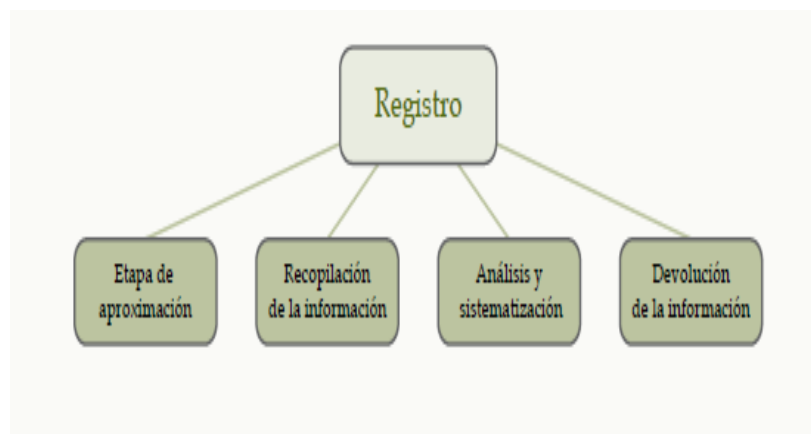 Registro
Etapa de
aproximación
Recopilación
de la información
Análisis y
sistematización
Devolución
de la información